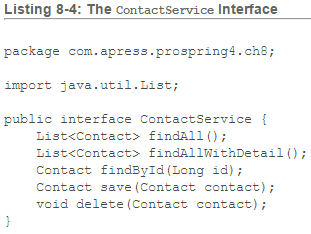 Listing 8-4: The ContactService Interface
package com.apress.prospring4.ch8;
import java.util.List;
public interface ContactService {
    List<Contact> findAll();
    List<Contact> findAllWithDetail();
    Contact findById(Long id);
    Contact save(Contact contact);
    void delete(Contact contact);
}